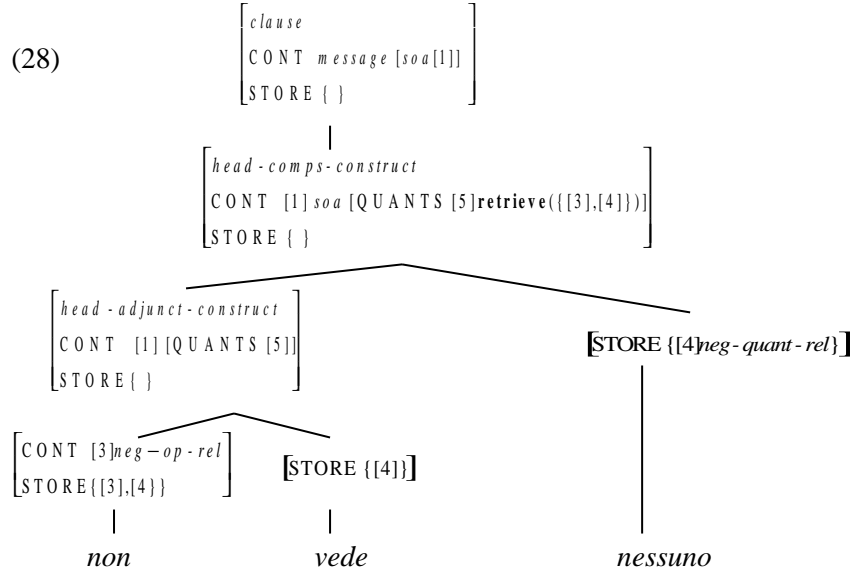 (28)
[clause
CONT message [soa[1]]
STORE { }]
[head-comps-construct
CONT [1] soa [QUANTS [5]retrieve({[3],[4]})]
STORE { }]
[head-adjunct-construct
CONT [1] [QUANTS [5]]
STORE{ }]
[STORE {[4]neg-quant-rel}]
[CONT [3]neg–op-rel
STORE{[3],[4}}]
[STORE {[4]}]
non vede nessuno